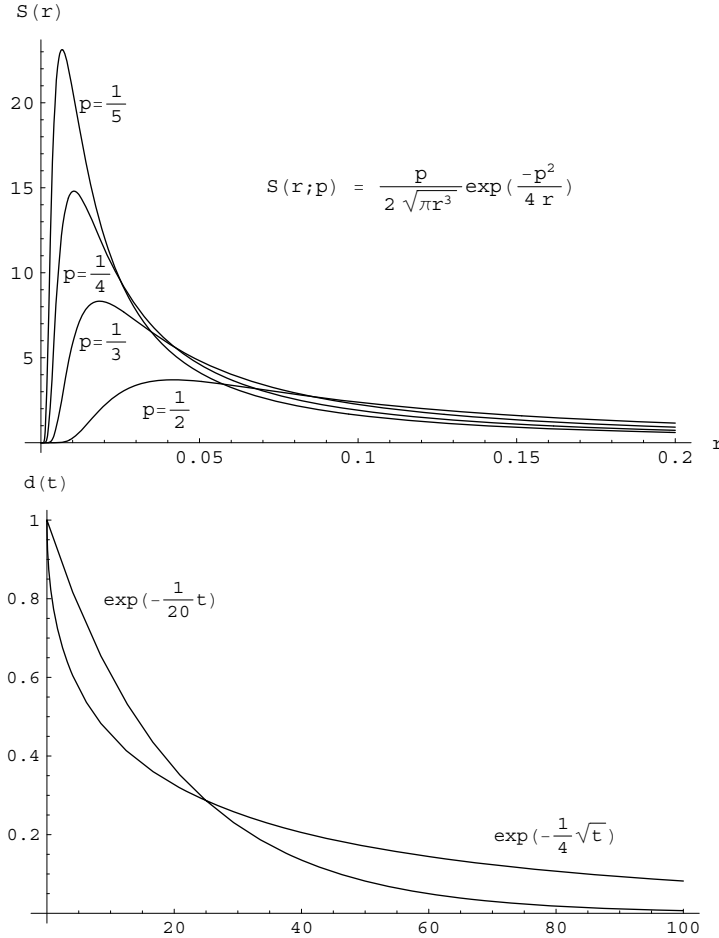 S(r)
20
15
10
5
p=1/5
S(r;p) = p/(2 √(πr³)) exp(-p²/(4 r))
p=1/4
p=1/3
p=1/2
0.05 0.1 0.15 0.2 r
d(t)
1
0.8
0.6
0.4
0.2
exp(-1/20 t)
exp(-1/4 √t)
20 40 60 80 100